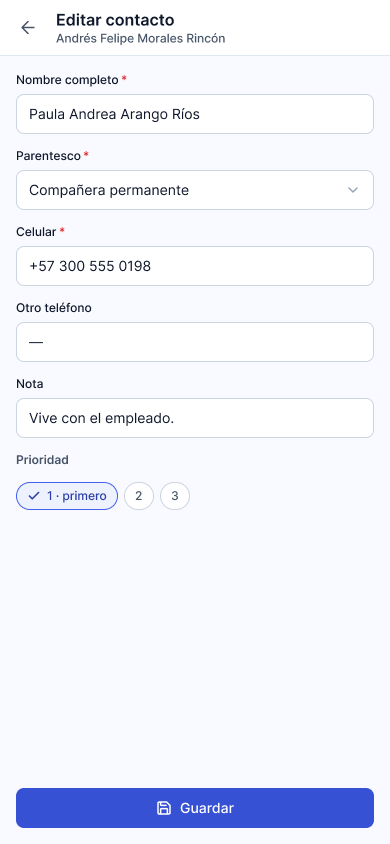 Editar contacto
Andrés Felipe Morales Rincón
Nombre completo *
Paula Andrea Arango Ríos
Parentesco *
Compañera permanente
Celular *
+57 300 555 0198
Otro teléfono
—
Nota
Vive con el empleado.
Prioridad
1 · primero 2 3
Guardar